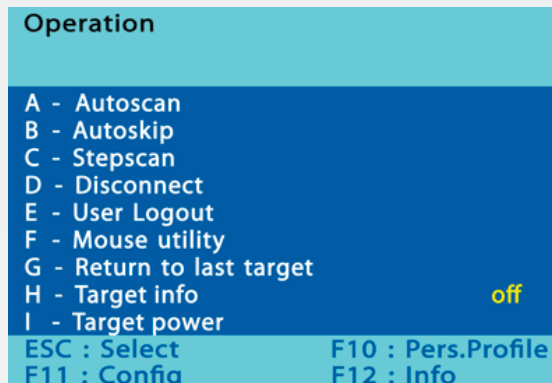 Operation
A - Autoscan
B - Autoskip
C - Stepscan
D - Disconnect
E - User Logout
F - Mouse utility
G - Return to last target
H - Target info off
I - Target power
ESC : Select F10 : Pers.Profile
F11 : Config F12 : Info